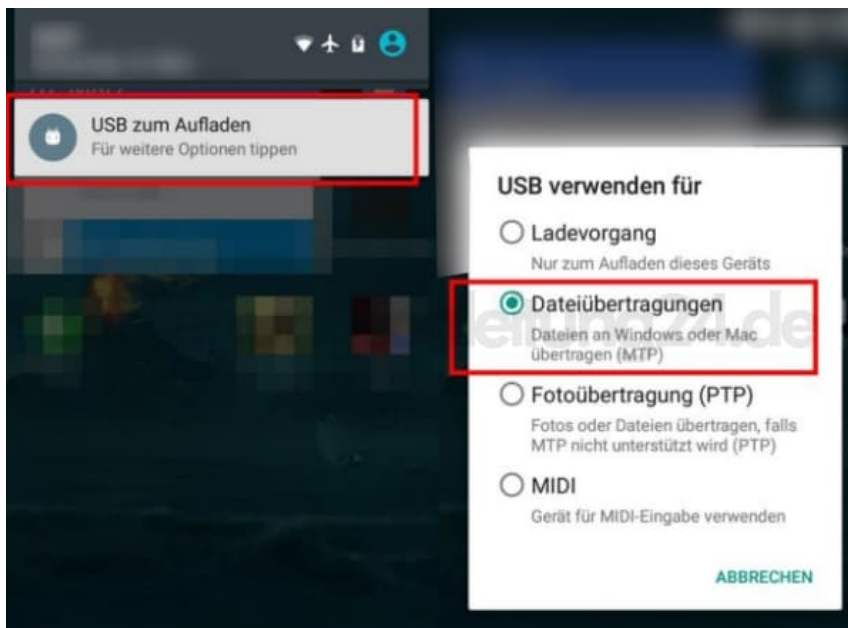 USB zum Aufladen
Für weitere Optionen tippen
USB verwenden für
Ladevorgang
Nur zum Aufladen dieses Geräts
Dateiübertragungen
Dateien an Windows oder Mac
übertragen (MTP)
Fotoübertragung (PTP)
Fotos oder Dateien übertragen, falls
MTP nicht unterstützt wird (PTP)
MIDI
Gerät für MIDI-Eingabe verwenden
ABBRECHEN